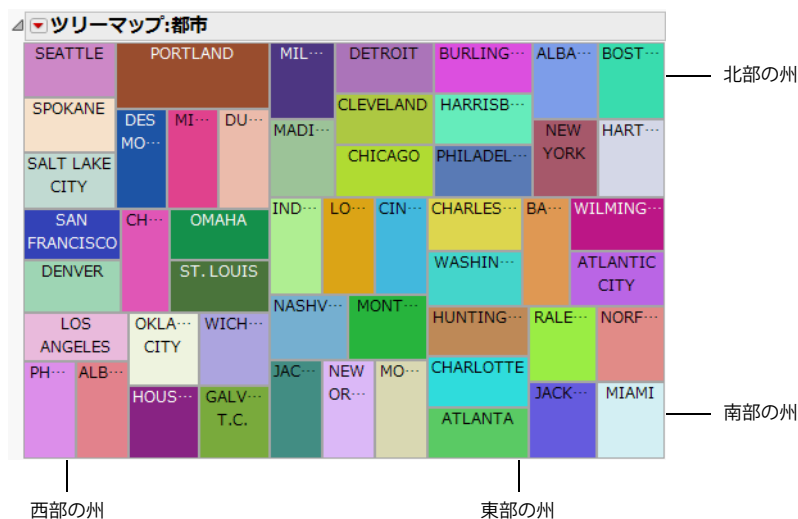 ツリーマップ:都市
SEATTLE
PORTLAND
MIL…
DETROIT
BURLING…
ALBA…
BOST…
北部の州
SPOKANE
DES
MO…
MI…
DU…
MADI…
CLEVELAND
HARRISB…
NEW
YORK
HART…
SALT LAKE
CITY
CHICAGO
PHILADEL…
SAN
FRANCISCO
CH…
OMAHA
IND…
LO…
CIN…
CHARLES…
BA…
WILMING…
DENVER
ST. LOUIS
WASHIN…
ATLANTIC
CITY
LOS
ANGELES
OKLA…
CITY
WICH…
NASHV…
MONT…
HUNTING…
RALE…
NORF…
PH…
ALB…
HOUS…
GALV…
T.C.
JAC…
NEW
OR…
MO…
CHARLOTTE
ATLANTA
JACK…
MIAMI
南部の州
西部の州
東部の州